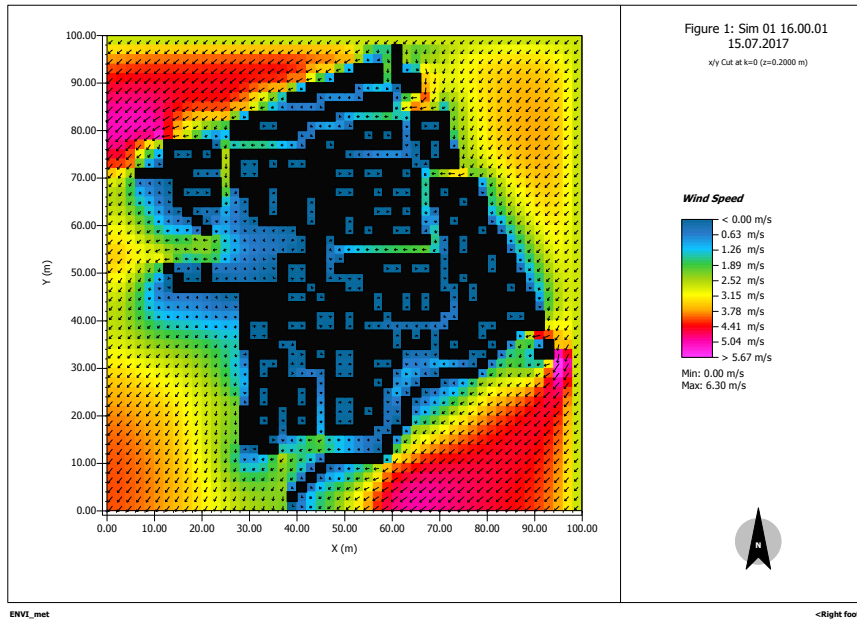 Figure 1: Sim 01 16.00.01
15.07.2017
x/y Cut at k=0 (z=0.2000 m)
Wind Speed
< 0.00 m/s
0.63 m/s
1.26 m/s
1.89 m/s
2.52 m/s
3.15 m/s
3.78 m/s
4.41 m/s
5.04 m/s
> 5.67 m/s
Min: 0.00 m/s
Max: 6.30 m/s
N
Y (m)
100.00
90.00
80.00
70.00
60.00
50.00
40.00
30.00
20.00
10.00
0.00
0.00 10.00 20.00 30.00 40.00 50.00 60.00 70.00 80.00 90.00 100.00
X (m)
ENVI_met
<Right foo